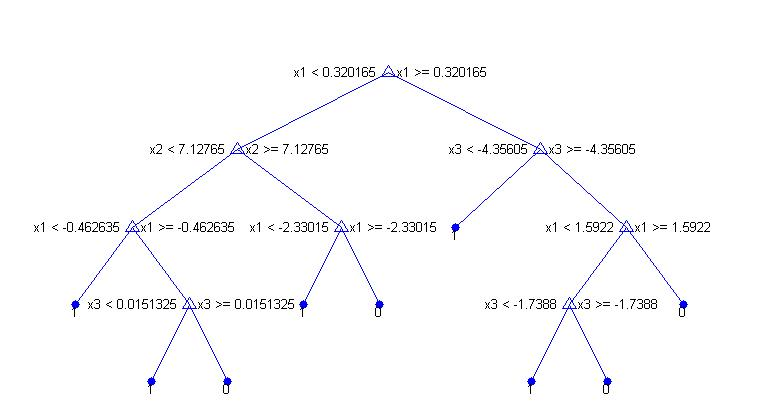 x1 < 0.320165 x1 >= 0.320165
x2 < 7.12765 x2 >= 7.12765 x3 < -4.35605 x3 >= -4.35605
x1 < -0.462635 x1 >= -0.462635 x1 < -2.33015 x1 >= -2.33015 1 x1 < 1.5922 x1 >= 1.5922
1 x3 < 0.0151325 x3 >= 0.0151325 1 0 x3 < -1.7388 x3 >= -1.7388 0
1 0 1 0